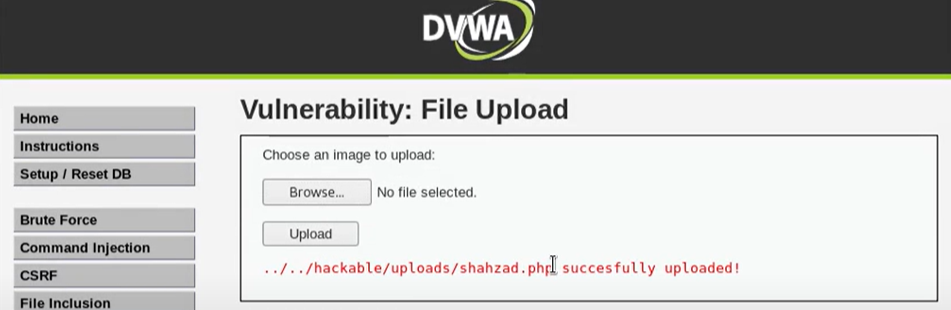 DVWA
Vulnerability: File Upload
Home
Instructions
Setup / Reset DB
Brute Force
Command Injection
CSRF
File Inclusion
Choose an image to upload:
Browse... No file selected.
Upload
../../hackable/uploads/shahzad.php succesfully uploaded!